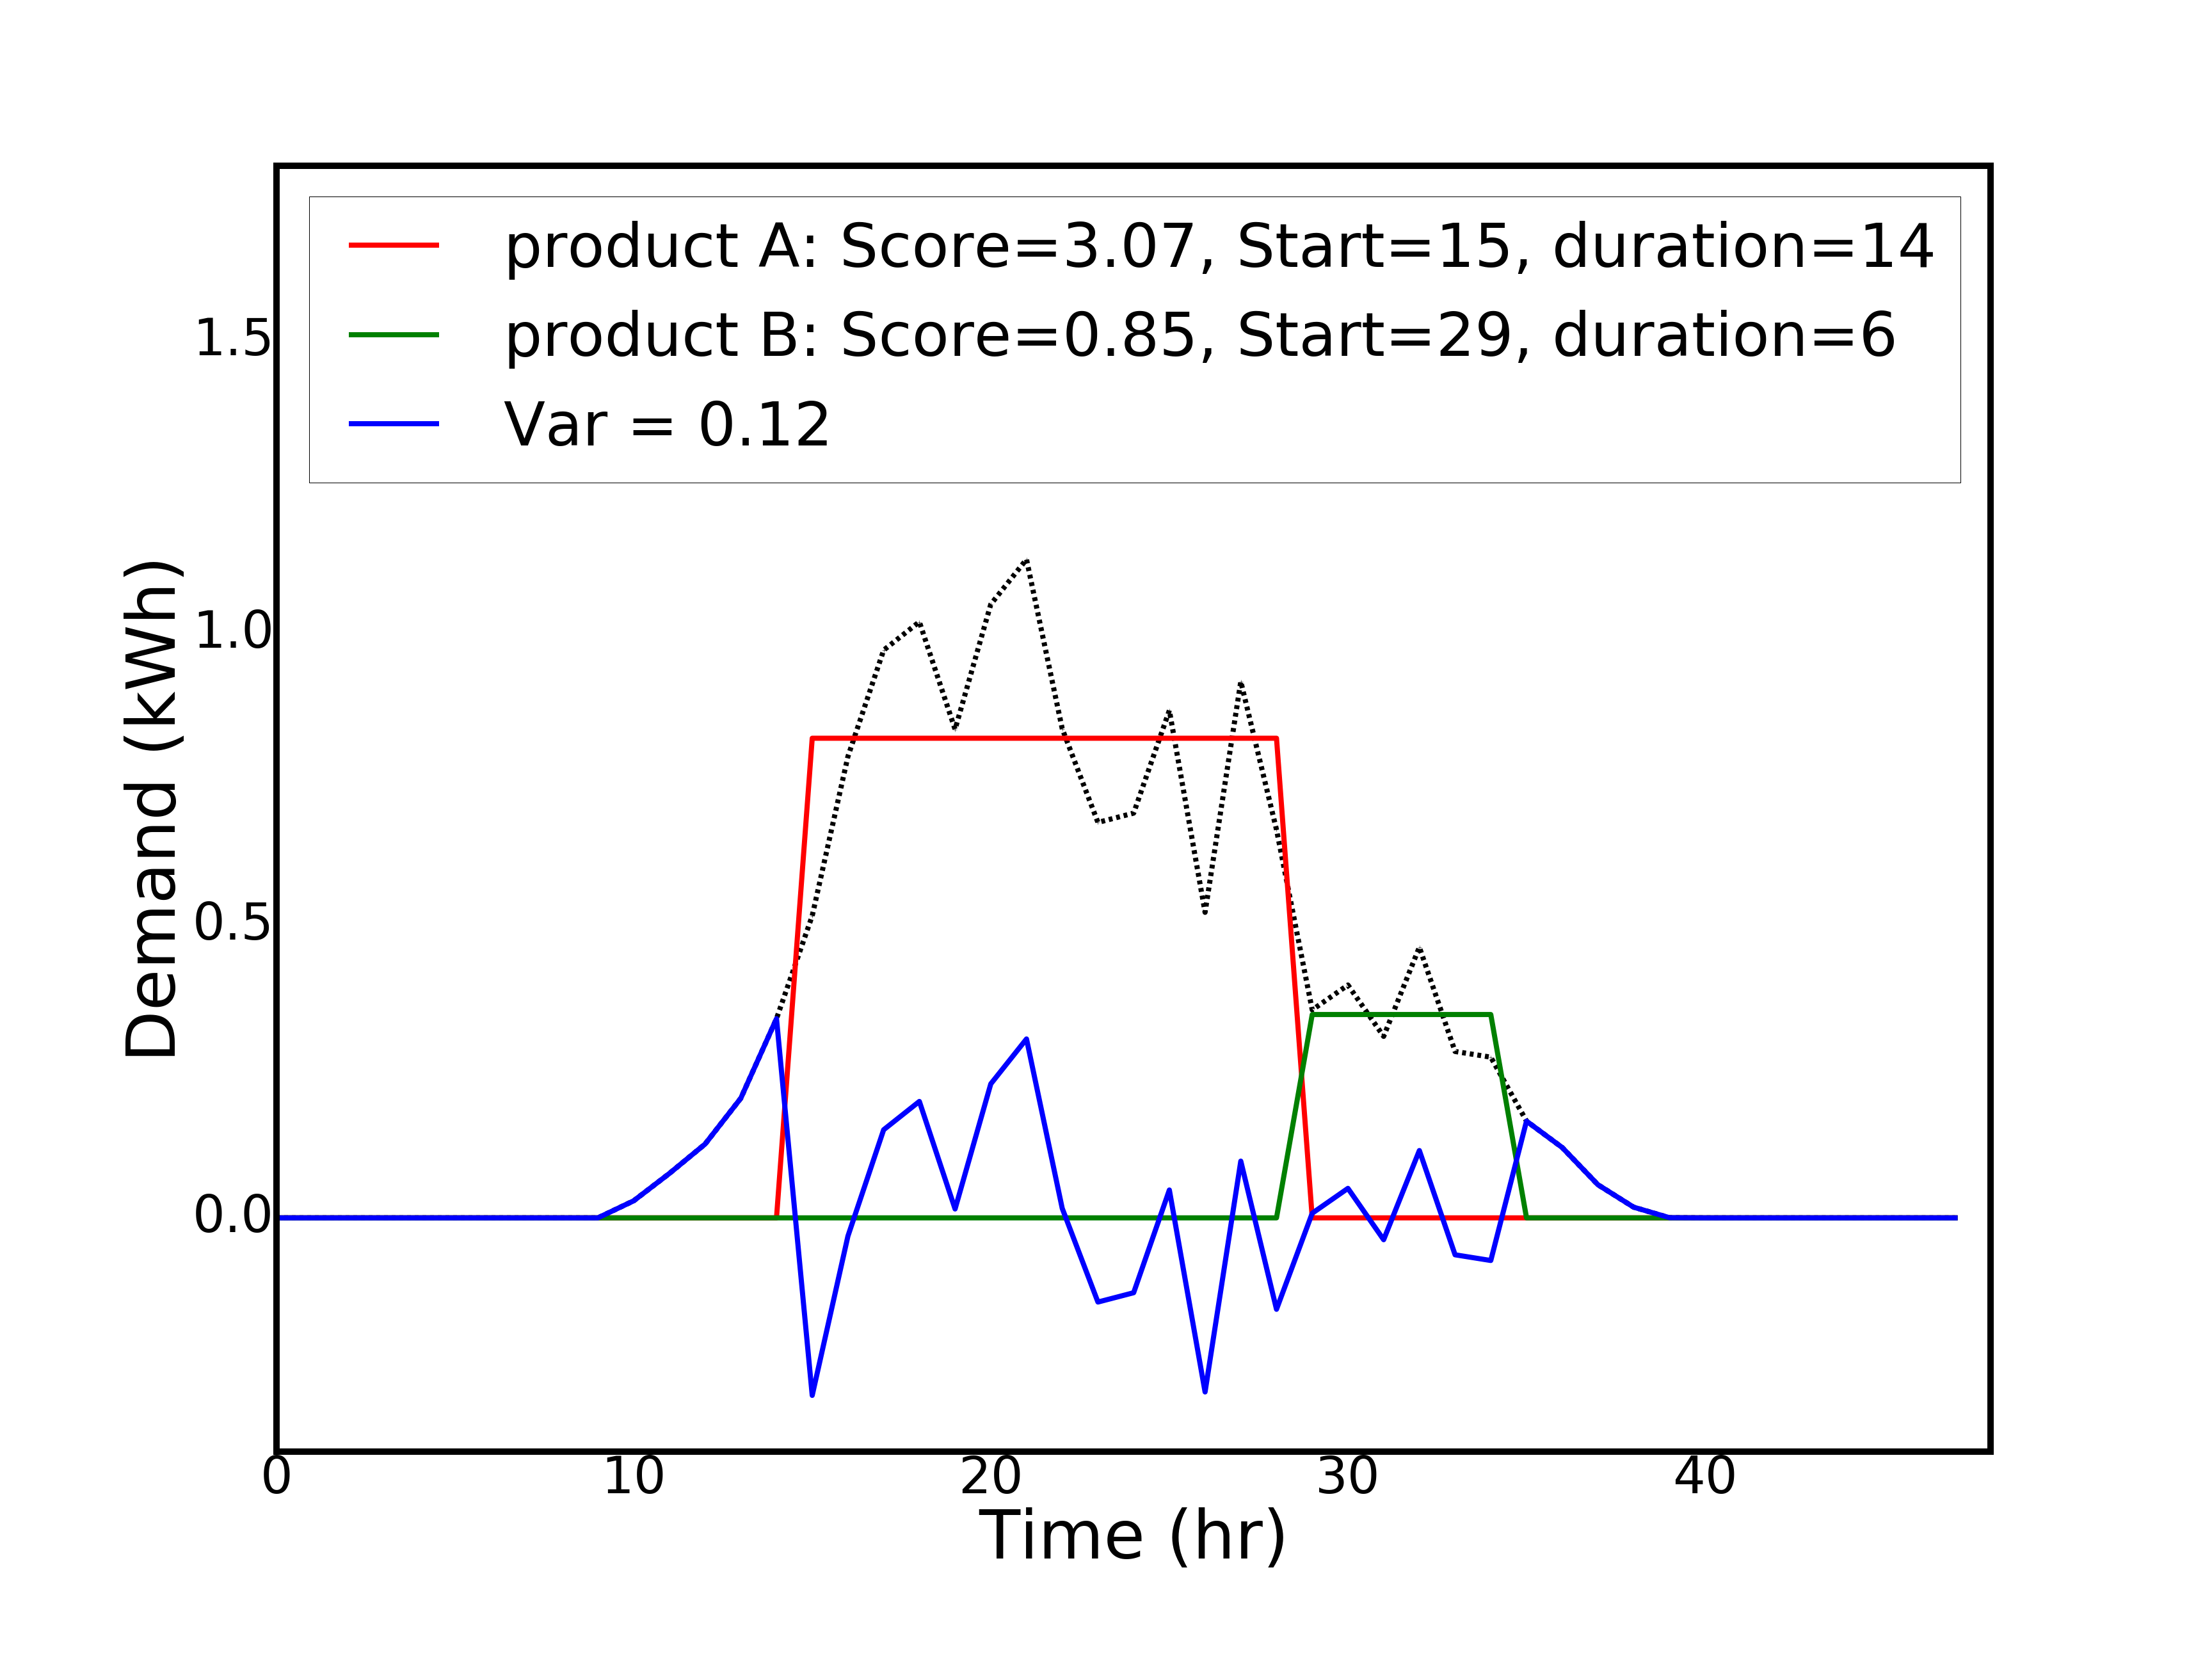 product A: Score=3.07, Start=15, duration=14
product B: Score=0.85, Start=29, duration=6
Var = 0.12
1.5
1.0
0.5
0.0
Demand (kWh)
0 10 20 30 40
Time (hr)